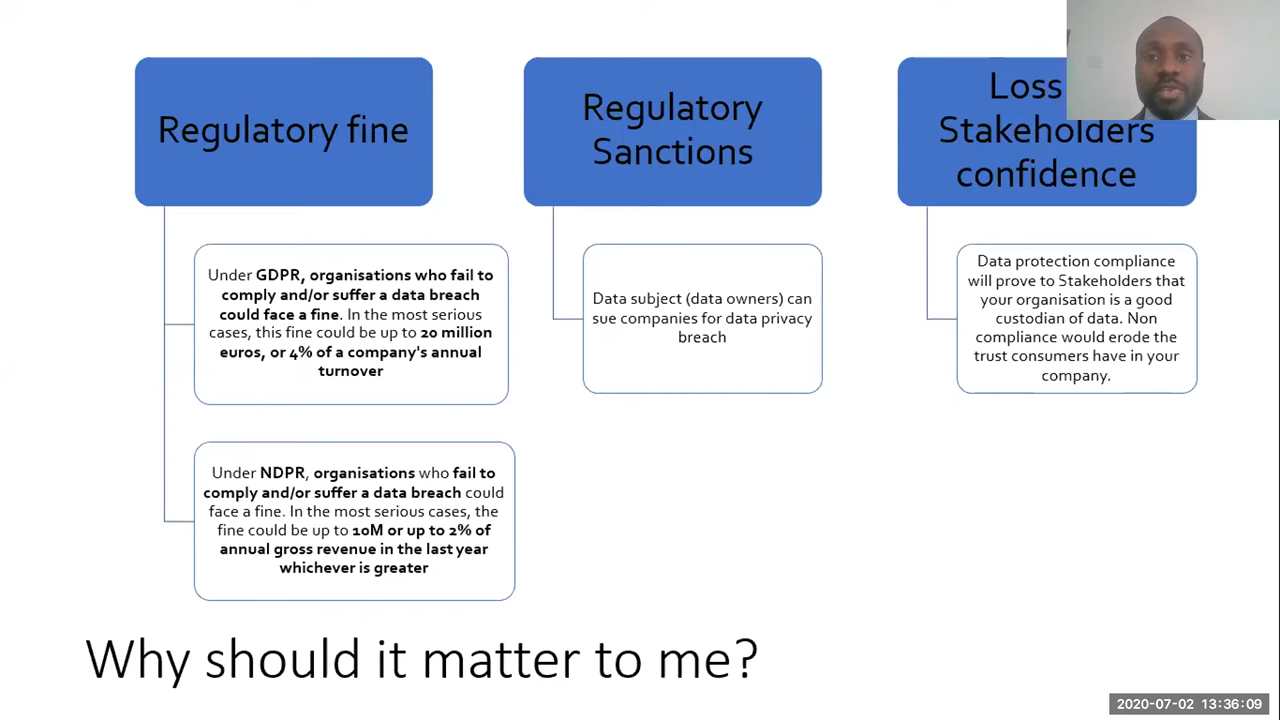 Regulatory fine
Under GDPR, organisations who fail to
comply and/or suffer a data breach
could face a fine. In the most serious
cases, this fine could be up to 20 million
euros, or 4% of a company's annual
turnover
Under NDPR, organisations who fail to
comply and/or suffer a data breach could
face a fine. In the most serious cases, the
fine could be up to 10M or up to 2% of
annual gross revenue in the last year
whichever is greater
Regulatory
Sanctions
Data subject (data owners) can
sue companies for data privacy
breach
Loss
Stakeholders
confidence
Data protection compliance
will prove to Stakeholders that
your organisation is a good
custodian of data. Non
compliance would erode the
trust consumers have in your
company.
Why should it matter to me?
2020-07-02 13:36:09